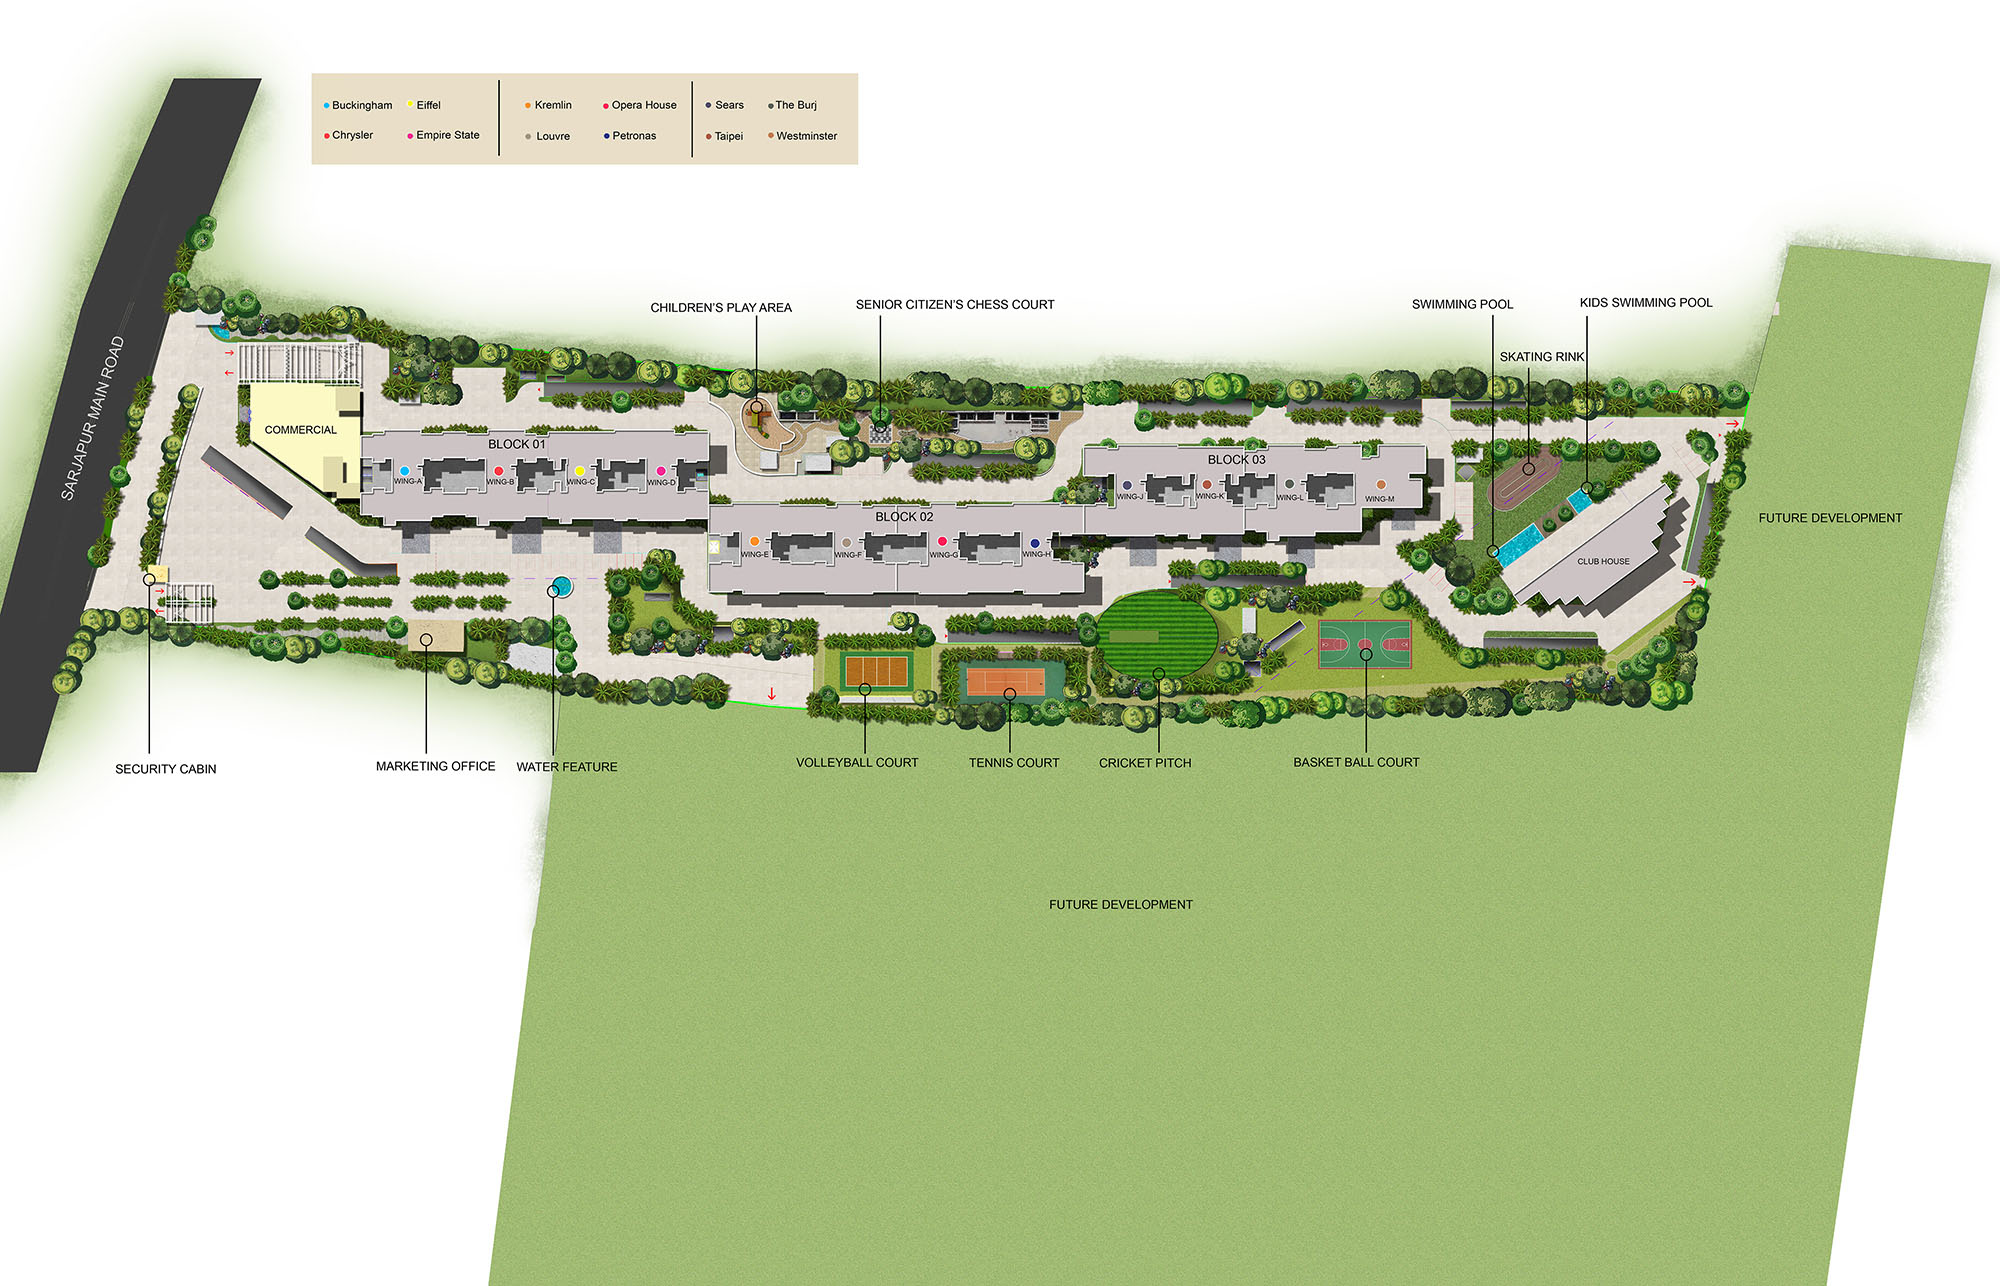 Buckingham Eiffel Kremlin Opera House Sears The Burj
Chrysler Empire State Louvre Petronas Taipei Westminster
SARJAPUR MAIN ROAD
CHILDREN'S PLAY AREA
SENIOR CITIZEN'S CHESS COURT
SWIMMING POOL
KIDS SWIMMING POOL
SKATING RINK
COMMERCIAL
BLOCK 01
WING-A
WING-B
WING-C
WING-D
BLOCK 02
WING-E
WING-F
WING-G
WING-H
BLOCK 03
WING-J
WING-K
WING-L
WING-M
CLUB HOUSE
FUTURE DEVELOPMENT
SECURITY CABIN
MARKETING OFFICE
WATER FEATURE
VOLLEYBALL COURT
TENNIS COURT
CRICKET PITCH
BASKET BALL COURT
FUTURE DEVELOPMENT